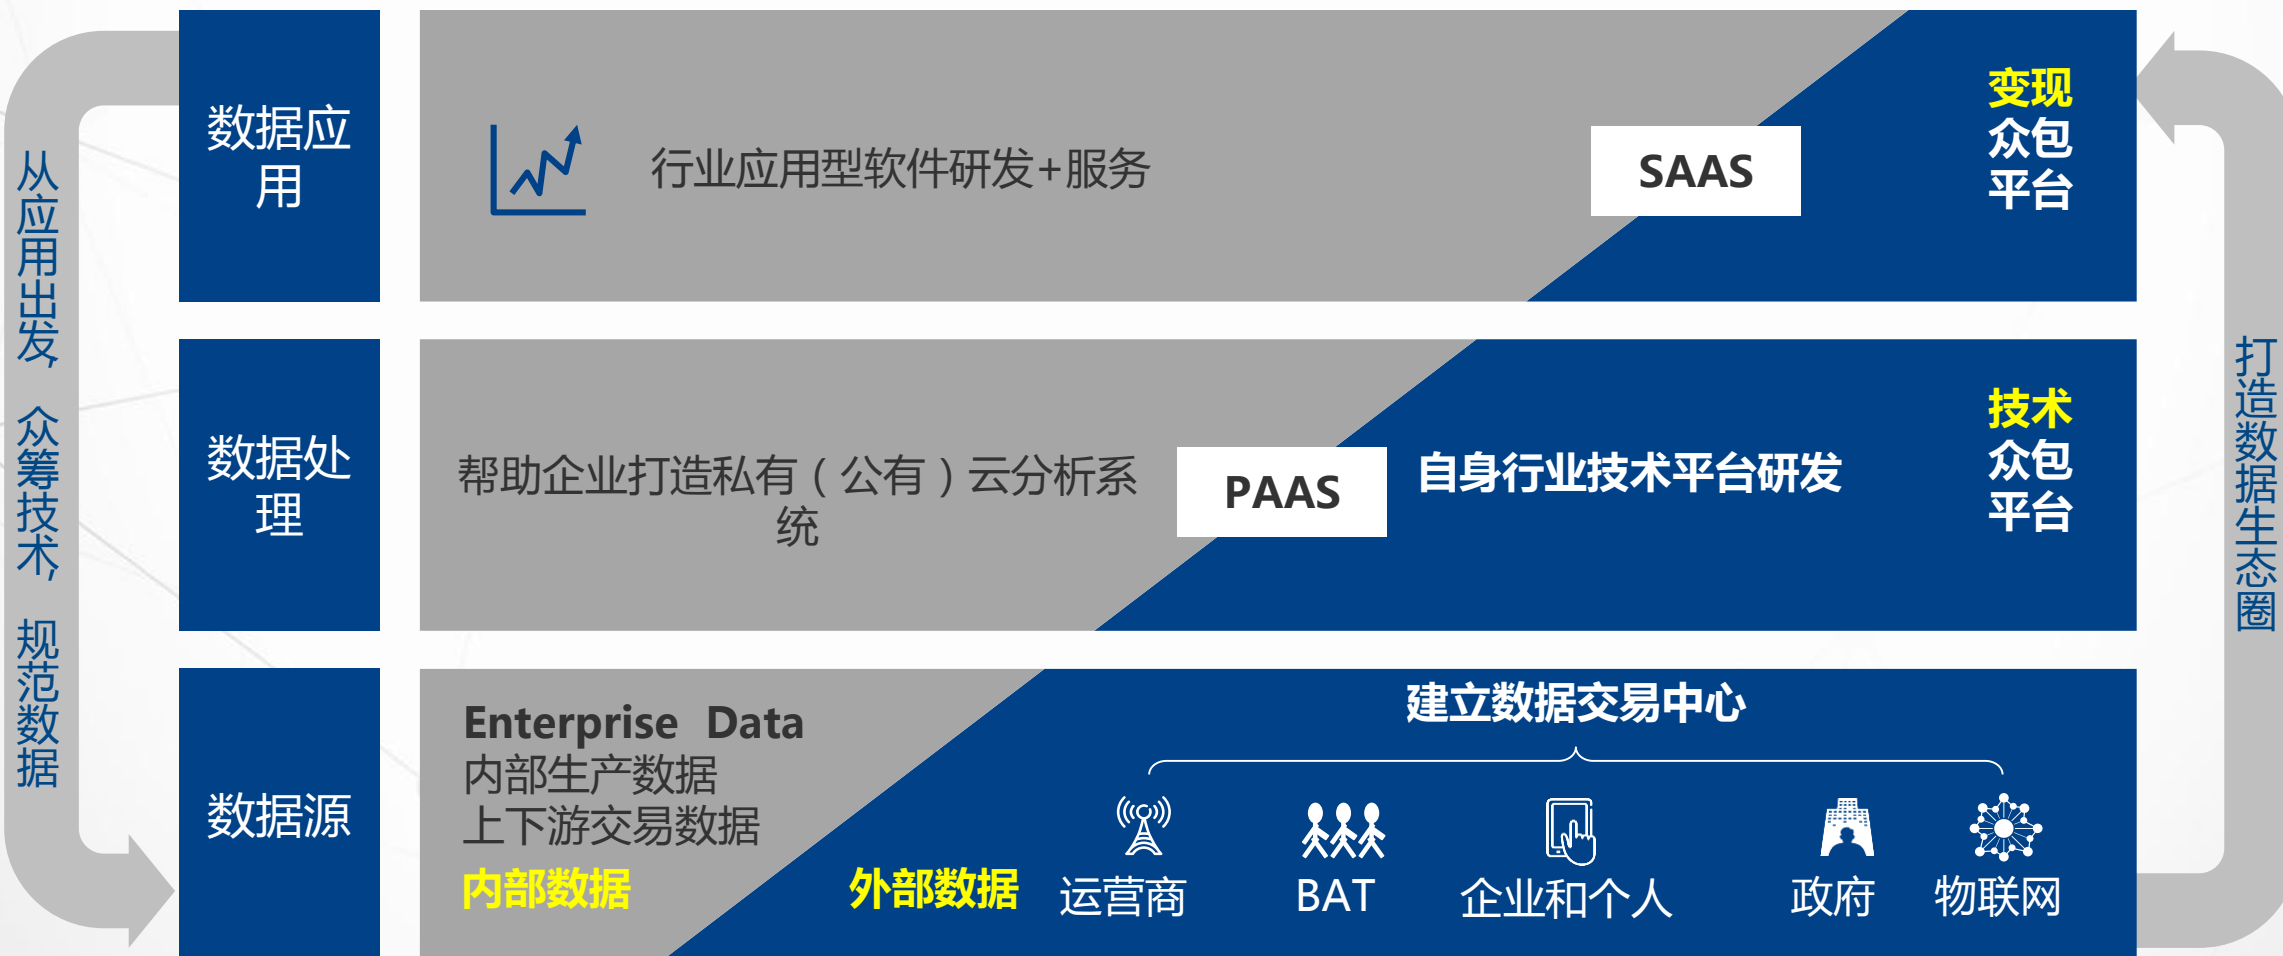 从应用出发, 众筹技术, 规范数据
数据应
用
行业应用型软件研发+服务
SAAS
变现
众包
平台
数据处
理
帮助企业打造私有（公有）云分析系
统
PAAS
自身行业技术平台研发
技术
众包
平台
数据源
Enterprise Data
内部生产数据
上下游交易数据
内部数据
外部数据
建立数据交易中心
运营商
BAT
企业和个人
政府
物联网
打造数据生态圈